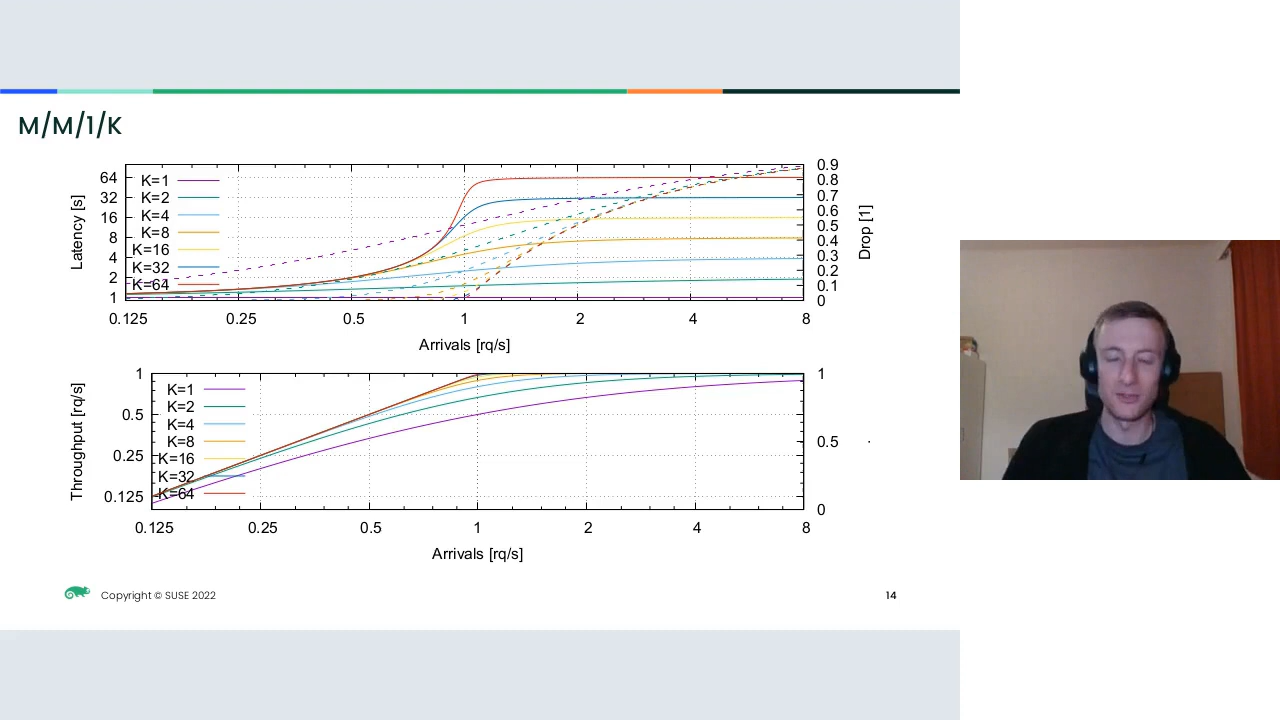 M/M/1/K
Latency [s]
64
32
16
8
4
2
1
K=1
K=2
K=4
K=8
K=16
K=32
K=64
0.9
0.8
0.7
0.6
0.5
0.4
0.3
0.2
0.1
0
Drop [1]
0.125 0.25 0.5 1 2 4 8
Arrivals [rq/s]
Throughput [rq/s]
1
0.5
0.25
0.125
K=1
K=2
K=4
K=8
K=16
K=32
K=64
1
0.5
0
.
0.125 0.25 0.5 1 2 4 8
Arrivals [rq/s]
Copyright © SUSE 2022
14